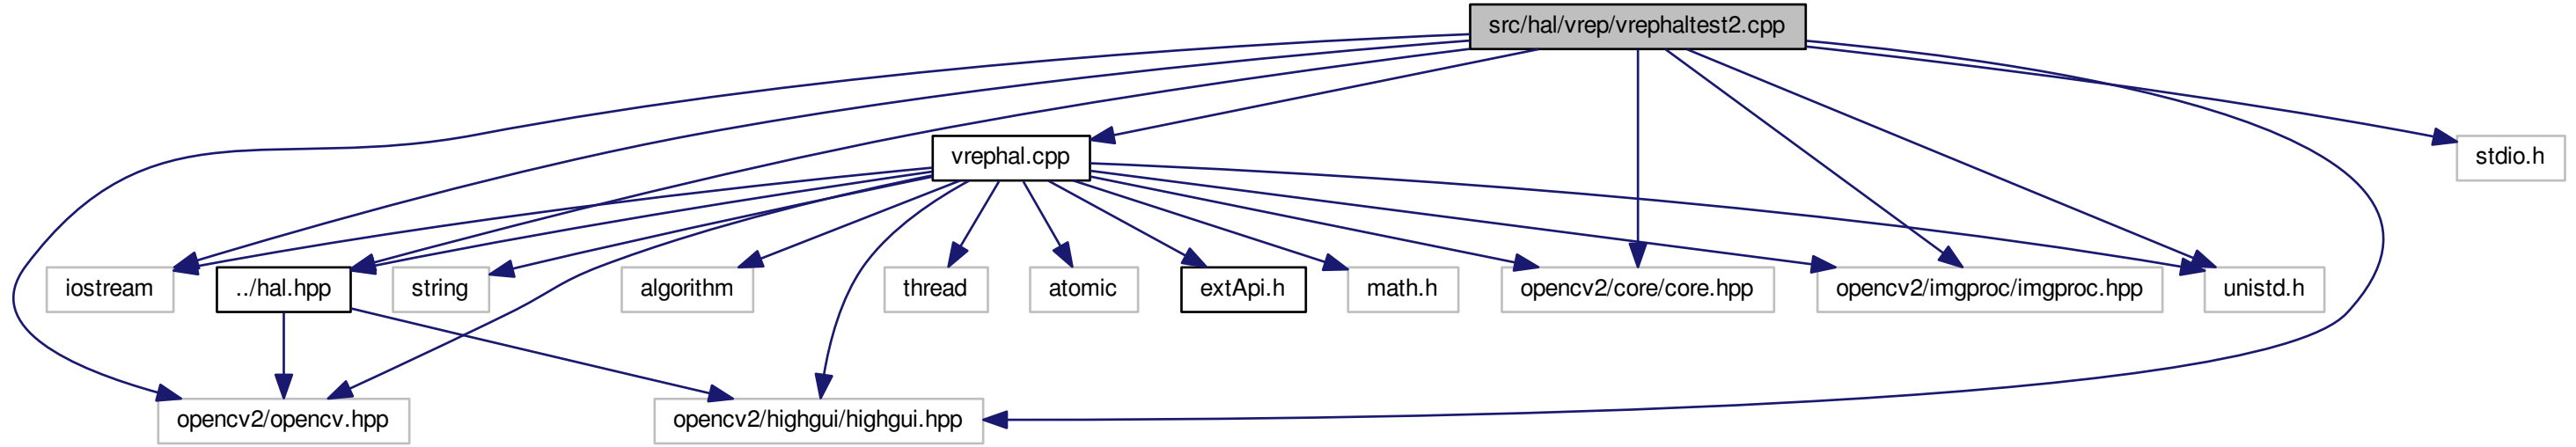 src/hal/vrep/vrephaltest2.cpp
vrephal.cpp
stdio.h
iostream
../hal.hpp
string
algorithm
thread
atomic
extApi.h
math.h
opencv2/core/core.hpp
opencv2/imgproc/imgproc.hpp
unistd.h
opencv2/opencv.hpp
opencv2/highgui/highgui.hpp